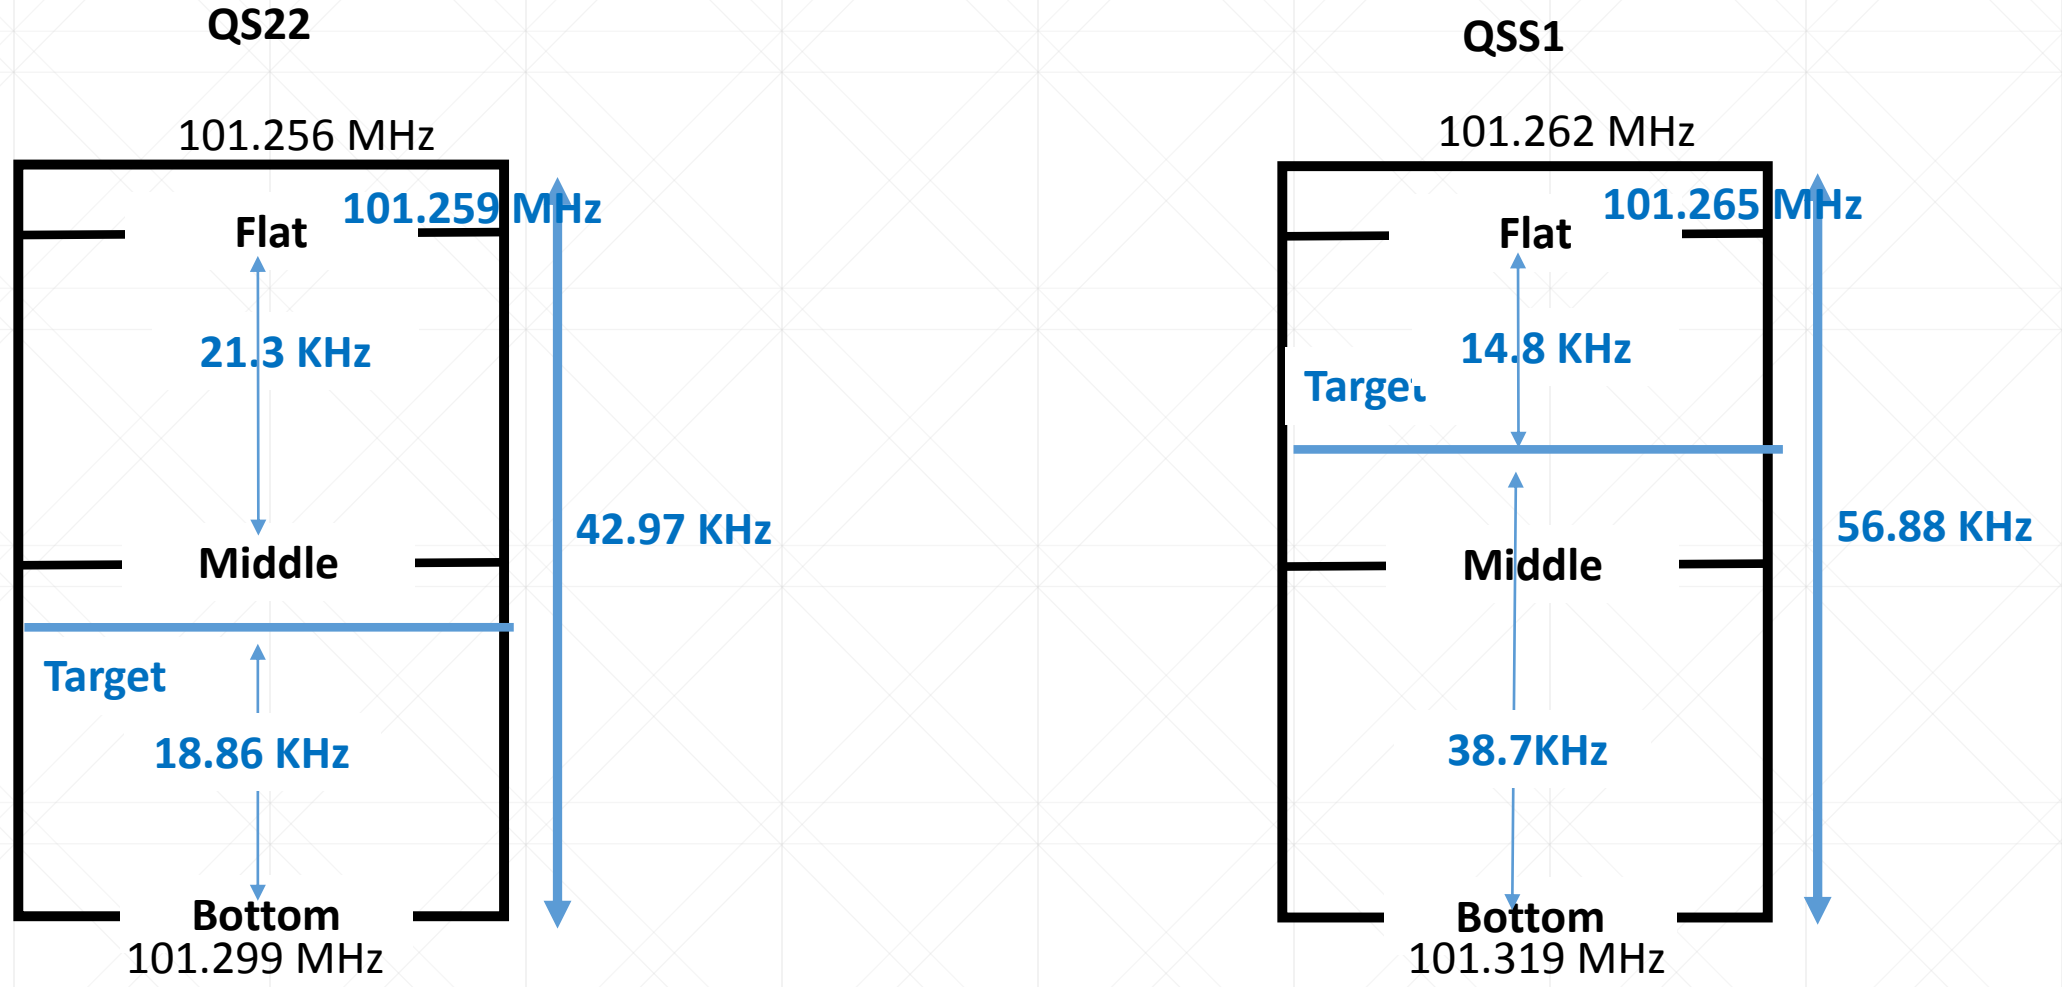 QS22
101.256 MHz
101.259 MHz
Flat
21.3 KHz
42.97 KHz
Middle
Target
18.86 KHz
Bottom
101.299 MHz
QSS1
101.262 MHz
101.265 MHz
Flat
14.8 KHz
Target
56.88 KHz
Middle
38.7KHz
Bottom
101.319 MHz